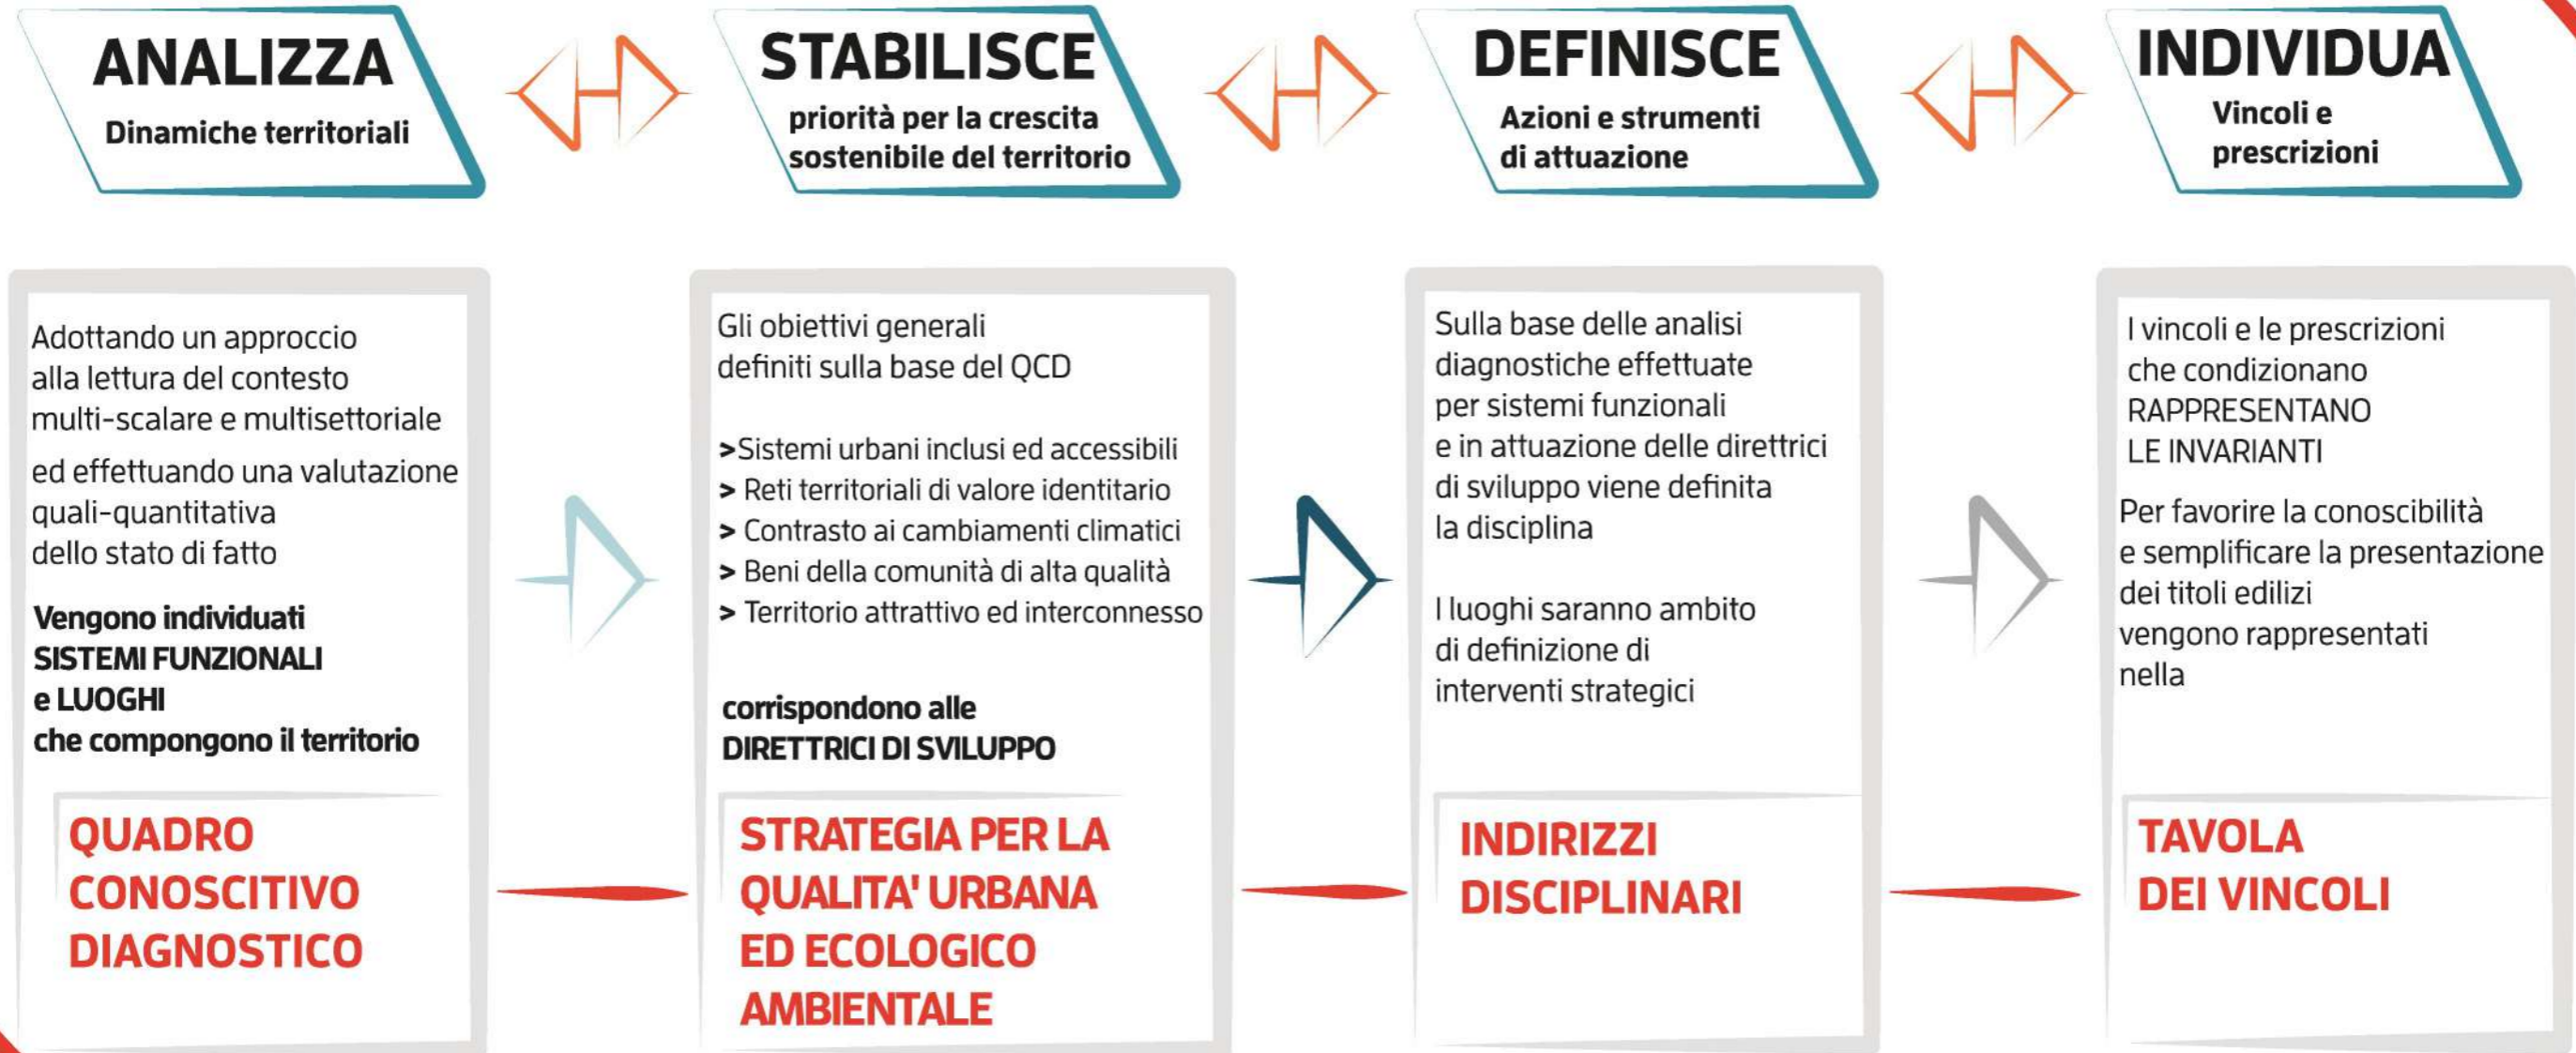 ANALIZZA
Dinamiche territoriali
STABILISCE
priorità per la crescita
sostenibile del territorio
DEFINISCE
Azioni e strumenti
di attuazione
INDIVIDUA
Vincoli e
prescrizioni
Adottando un approccio
alla lettura del contesto
multi-scalare e multisettoriale
ed effettuando una valutazione
quali-quantitativa
dello stato di fatto
Vengono individuati
SISTEMI FUNZIONALI
e LUOGHI
che compongono il territorio
QUADRO
CONOSCITIVO
DIAGNOSTICO
Gli obiettivi generali
definiti sulla base del QCD
>Sistemi urbani inclusi ed accessibili
> Reti territoriali di valore identitario
> Contrasto ai cambiamenti climatici
> Beni della comunità di alta qualità
> Territorio attrattivo ed interconnesso
corrispondono alle
DIRETTRICI DI SVILUPPO
STRATEGIA PER LA
QUALITA' URBANA
ED ECOLOGICO
AMBIENTALE
Sulla base delle analisi
diagnostiche effettuate
per sistemi funzionali
e in attuazione delle direttrici
di sviluppo viene definita
la disciplina
I luoghi saranno ambito
di definizione di
interventi strategici
INDIRIZZI
DISCIPLINARI
I vincoli e le prescrizioni
che condizionano
RAPPRESENTANO
LE INVARIANTI
Per favorire la conoscibilità
e semplificare la presentazione
dei titoli edilizi
vengono rappresentati
nella
TAVOLA
DEI VINCOLI